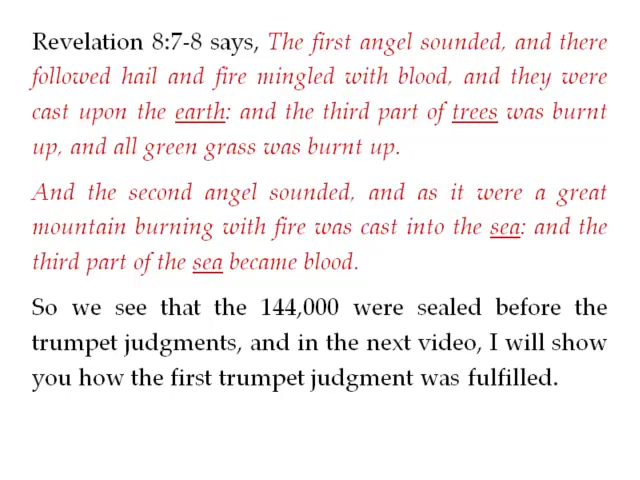 Revelation 8:7-8 says, The first angel sounded, and there
followed hail and fire mingled with blood, and they were
cast upon the earth: and the third part of trees was burnt
up, and all green grass was burnt up.
And the second angel sounded, and as it were a great
mountain burning with fire was cast into the sea: and the
third part of the sea became blood.
So we see that the 144,000 were sealed before the
trumpet judgments, and in the next video, I will show
you how the first trumpet judgment was fulfilled.